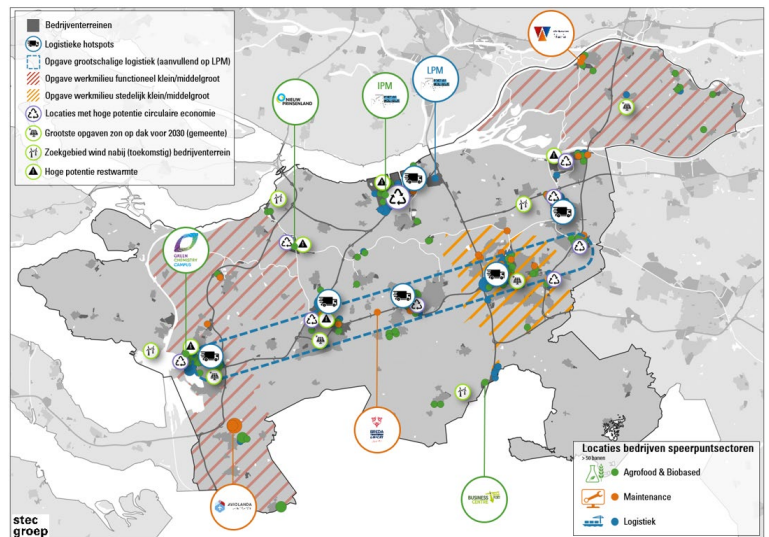 Bedrijventerreinen
Logistieke hotspots
Opgave grootschalige logistiek (aanvullend op LPM)
Opgave werkmilieu functioneel klein/middelgroot
Opgave werkmilieu stedelijk klein/middelgroot
Locaties met hoge potentie circulaire economie
Grootste opgaven zon op dak voor 2030 (gemeente)
Zoekgebied wind nabij (toekomstig) bedrijventerrein
Hoge potentie restwarmte
NIEUW
PRINSENLAND
IPM
LPM
GREEN
CHEMISTRY
CAMPUS
AVIOLANDA
BREDA
BUSINESS
CENTRE
Locaties bedrijven speerpuntsectoren
> 50 banen
Agrofood & Biobased
Maintenance
Logistiek
stec
groep